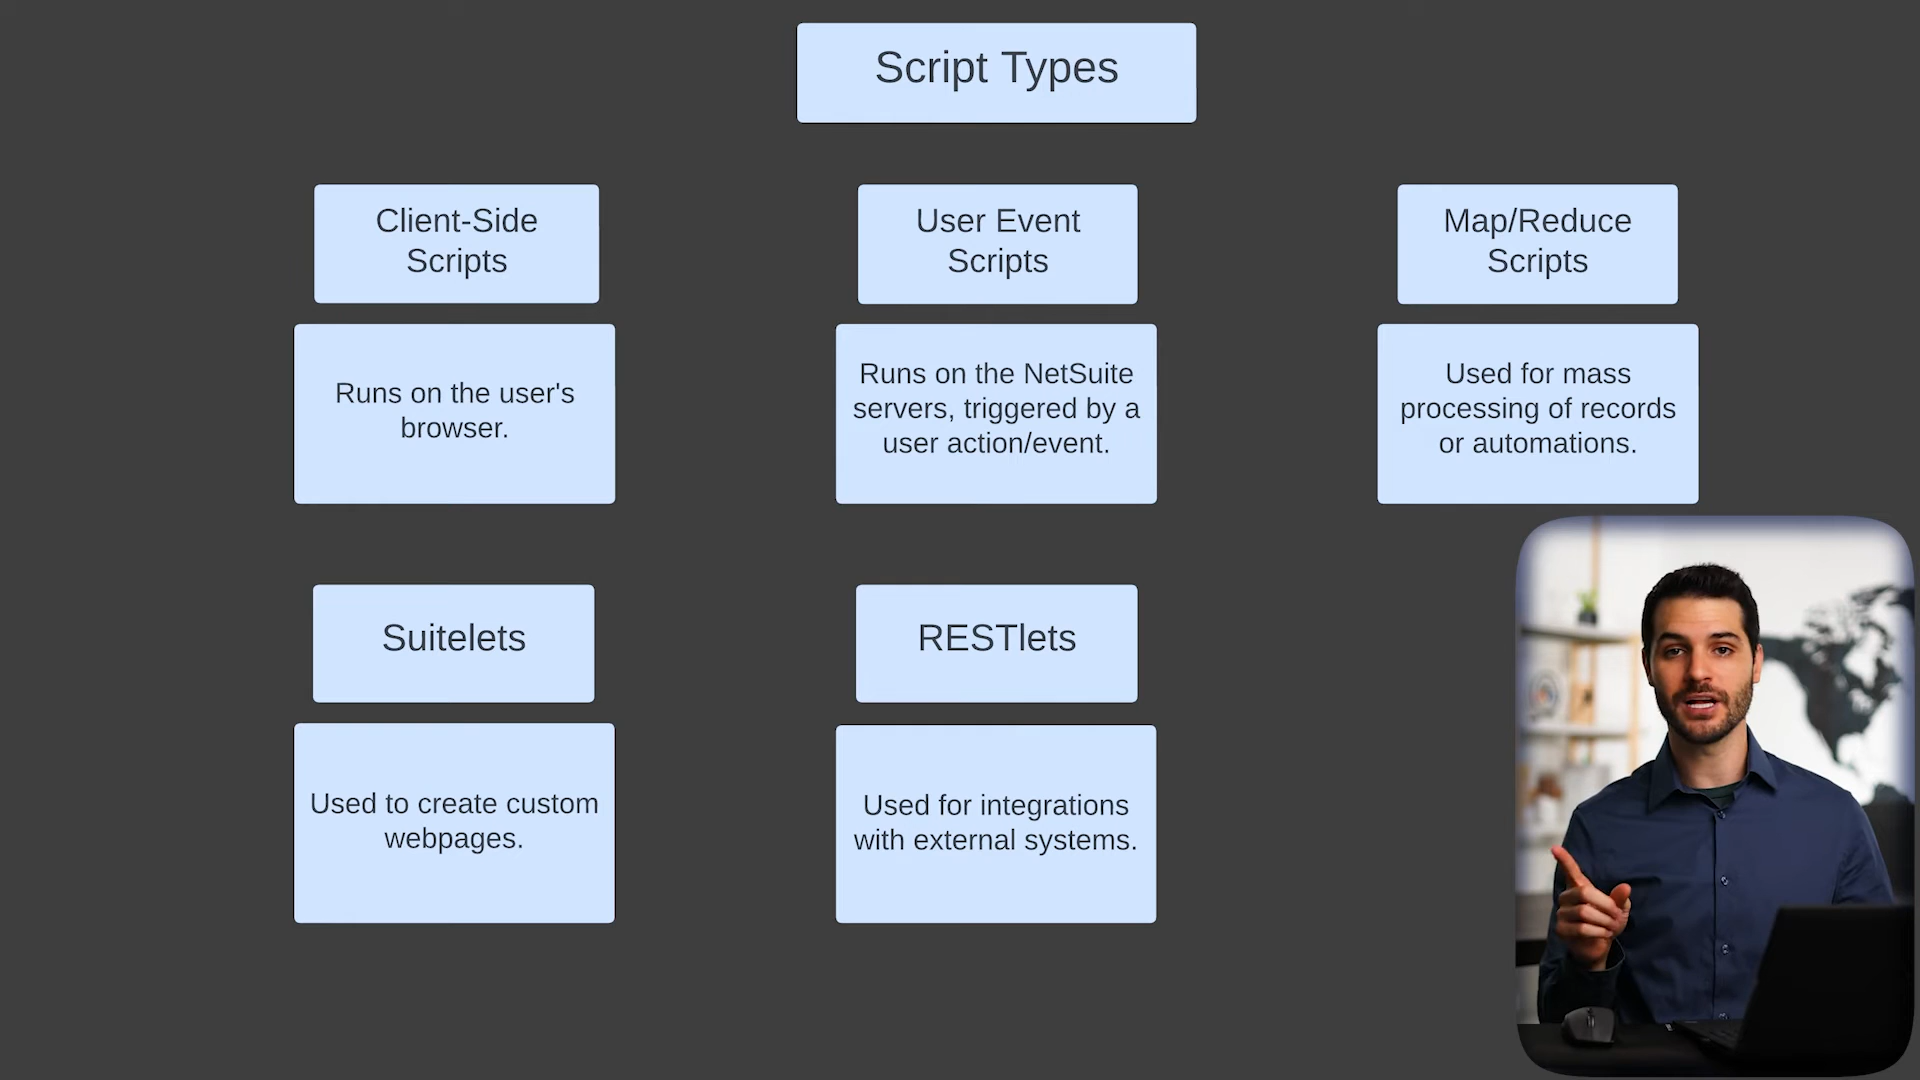 Script Types
Client-Side
Scripts
Runs on the user's
browser.
User Event
Scripts
Runs on the NetSuite
servers, triggered by a
user action/event.
Map/Reduce
Scripts
Used for mass
processing of records
or automations.
Suitelets
Used to create custom
webpages.
RESTlets
Used for integrations
with external systems.